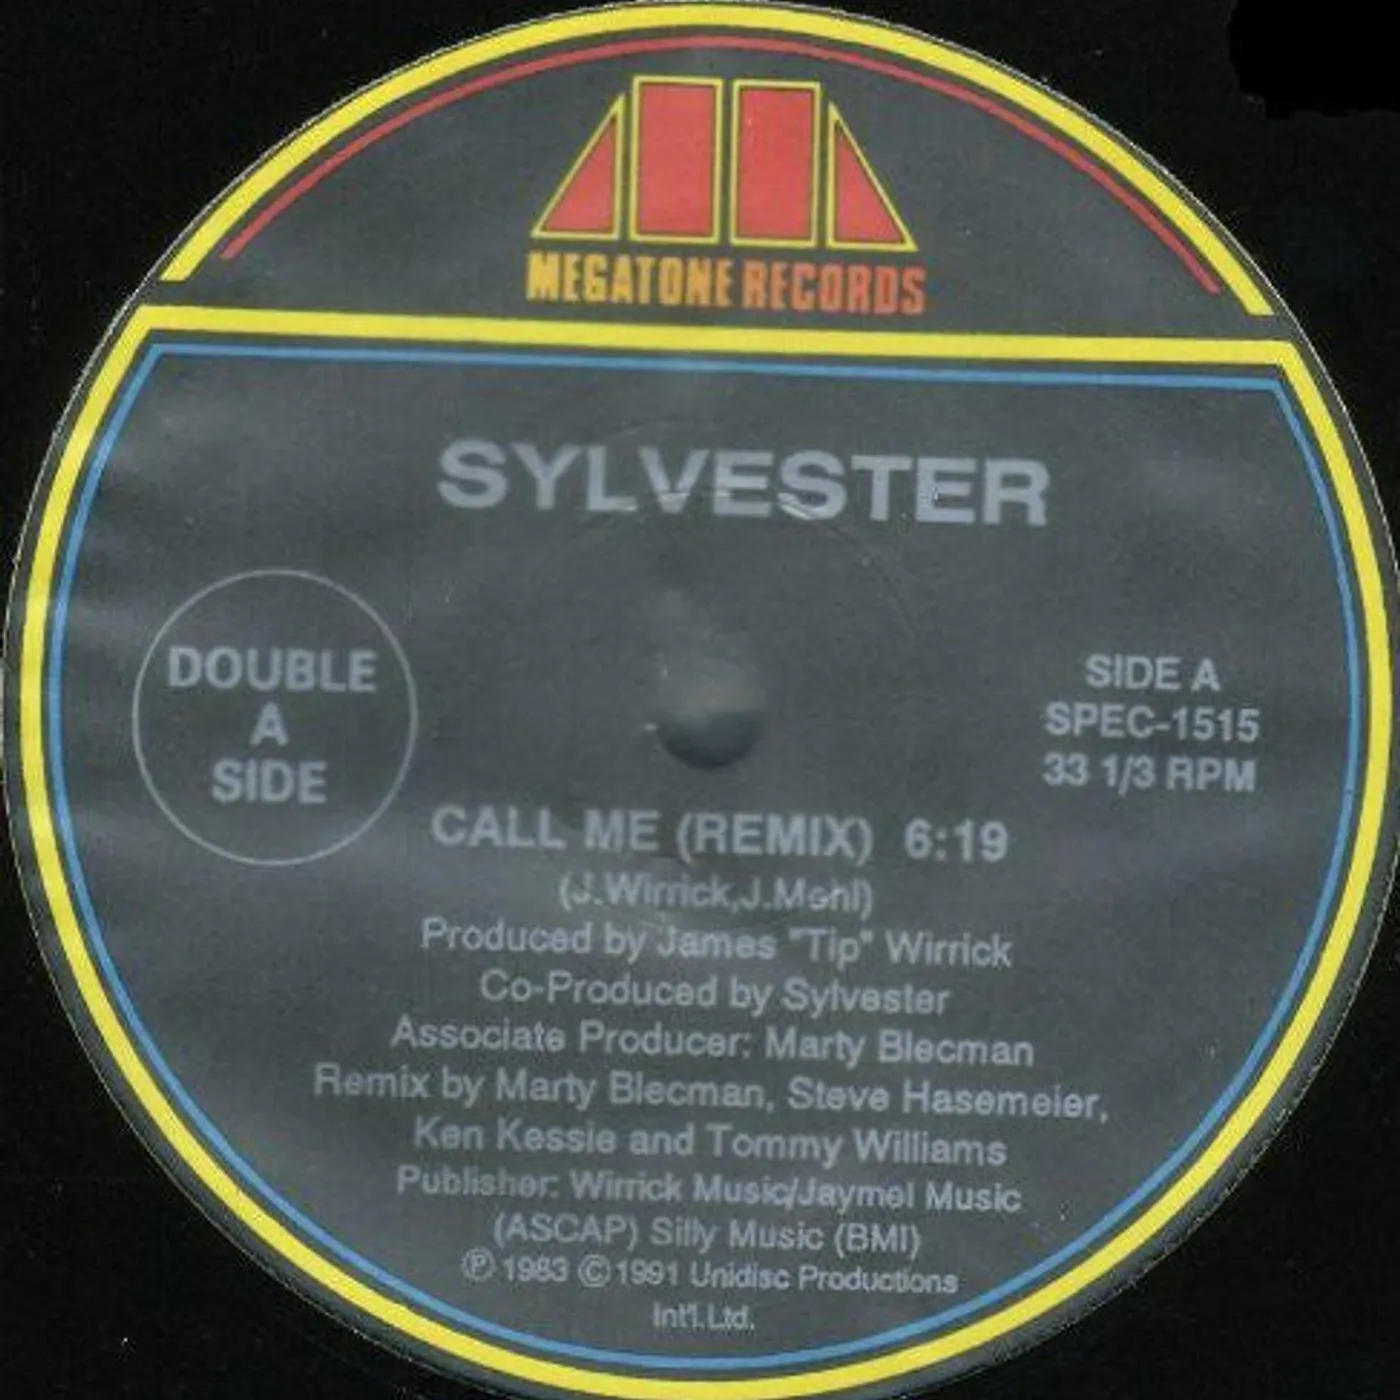 MEGATONE RECORDS
SYLVESTER
DOUBLE
A
SIDE
SIDE A
SPEC-1515
33 1/3 RPM
CALL ME (REMIX) 6:19
(J.Wirrick,J.Mehl)
Produced by James "Tip" Wirrick
Co-Produced by Sylvester
Associate Producer: Marty Blecman
Remix by Marty Blecman, Steve Hasemeier,
Ken Kessie and Tommy Williams
Publisher: Wirrick Music/Jaymel Music
(ASCAP) Silly Music (BMI)
Ⓟ 1983 © 1991 Unidisc Productions
Int'l.Ltd.